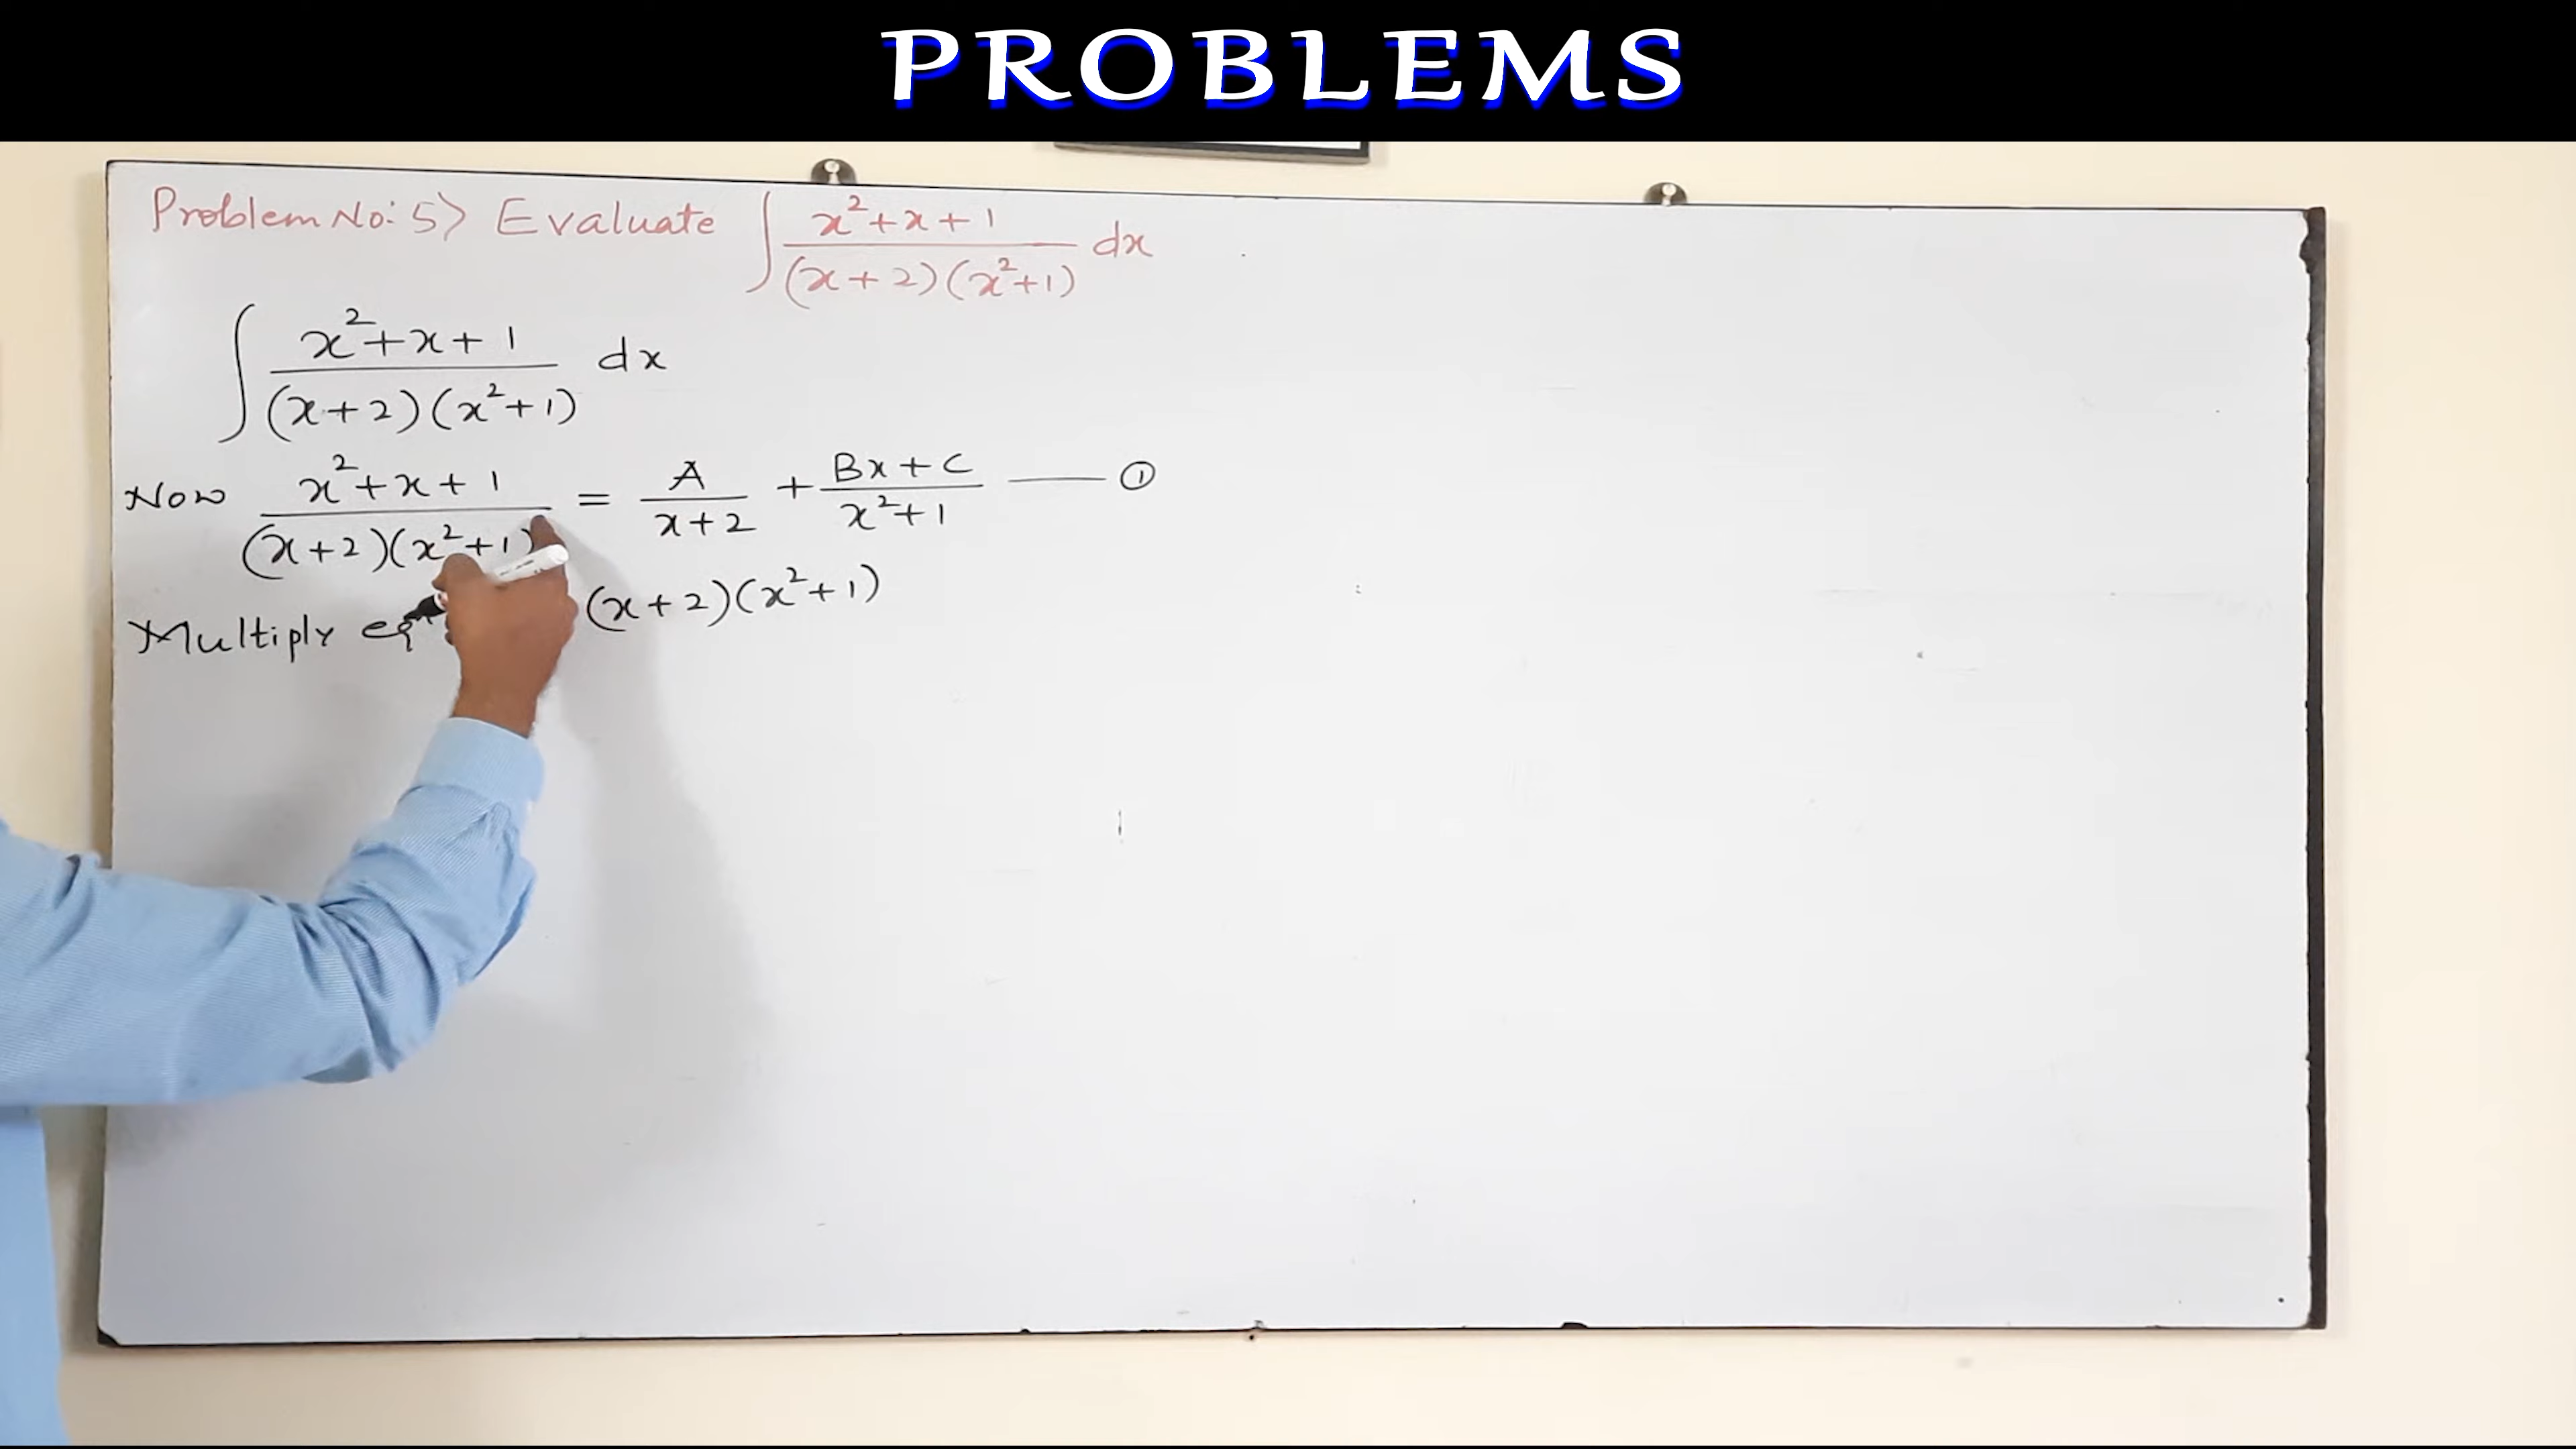 PROBLEMS
Problem No: 5) Evaluate ∫ (x²+x+1)/((x+2)(x²+1)) dx
∫ (x²+x+1)/((x+2)(x²+1)) dx
Now (x²+x+1)/((x+2)(x²+1)) = A/(x+2) + (Bx+C)/(x²+1) —— ①
Multiply (x+2)(x²+1)